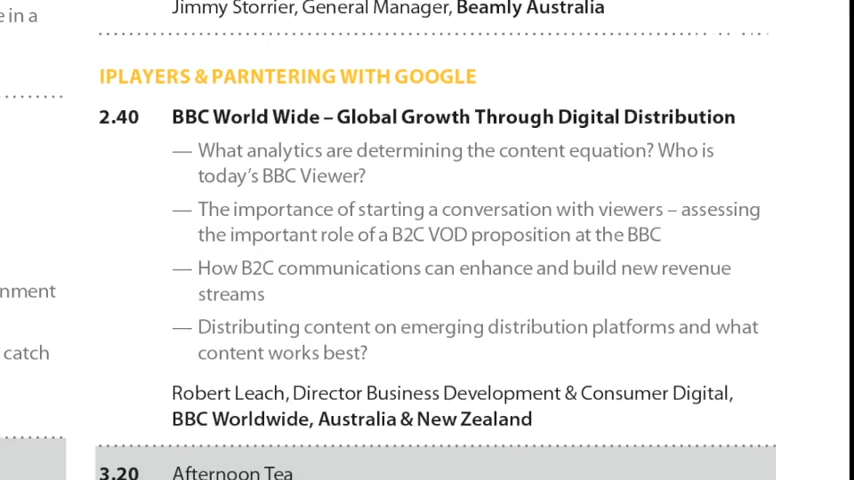 e in a
nment
catch
Jimmy Storrier, General Manager, Beamly Australia
IPLAYERS & PARNTERING WITH GOOGLE
2.40 BBC World Wide – Global Growth Through Digital Distribution
— What analytics are determining the content equation? Who is
today's BBC Viewer?
— The importance of starting a conversation with viewers – assessing
the important role of a B2C VOD proposition at the BBC
— How B2C communications can enhance and build new revenue
streams
— Distributing content on emerging distribution platforms and what
content works best?
Robert Leach, Director Business Development & Consumer Digital,
BBC Worldwide, Australia & New Zealand
3.20 Afternoon Tea